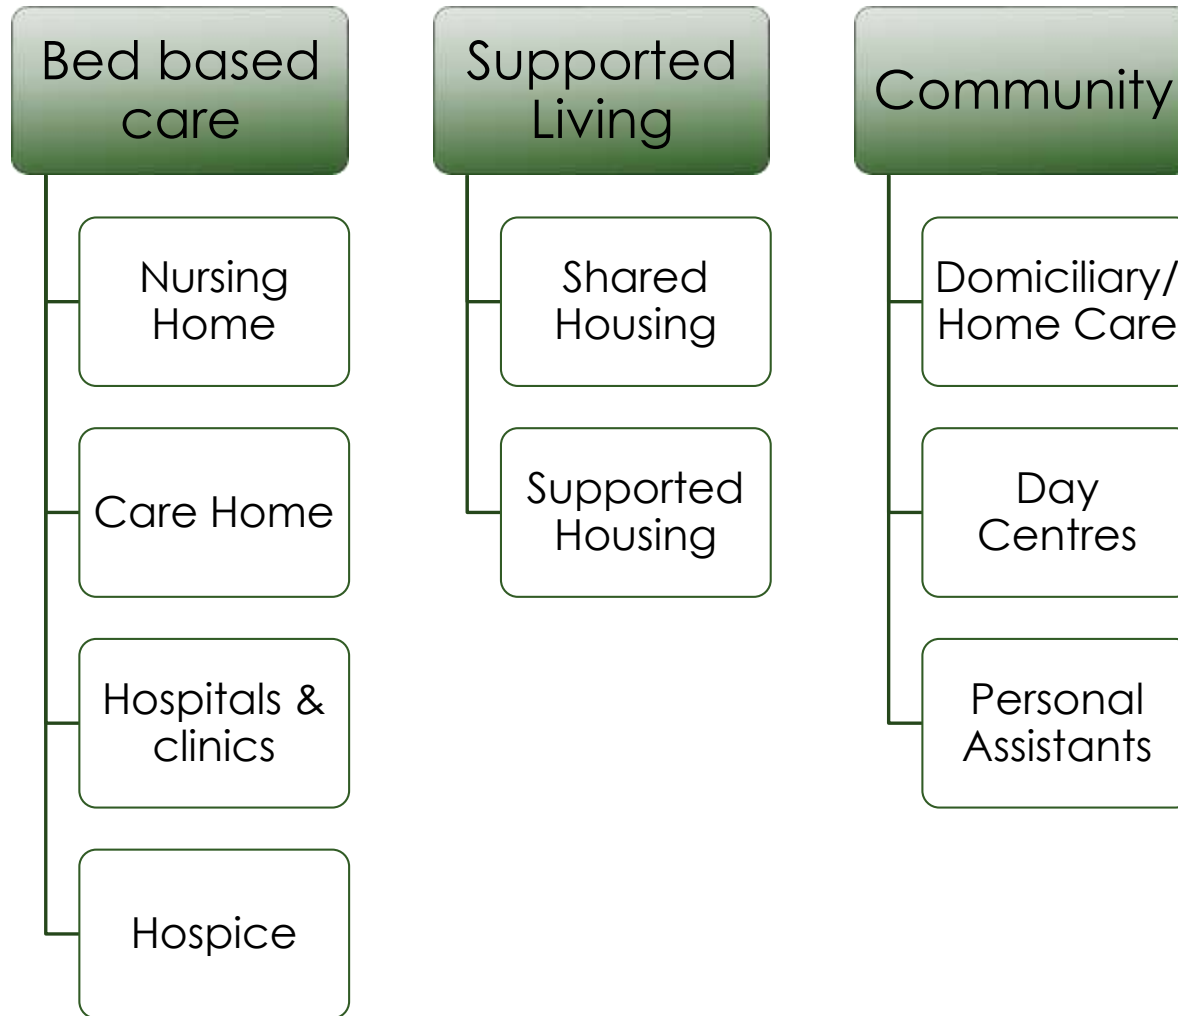 Bed based
care
Nursing
Home
Care Home
Hospitals &
clinics
Hospice
Supported
Living
Shared
Housing
Supported
Housing
Community
Domiciliary/
Home Care
Day
Centres
Personal
Assistants